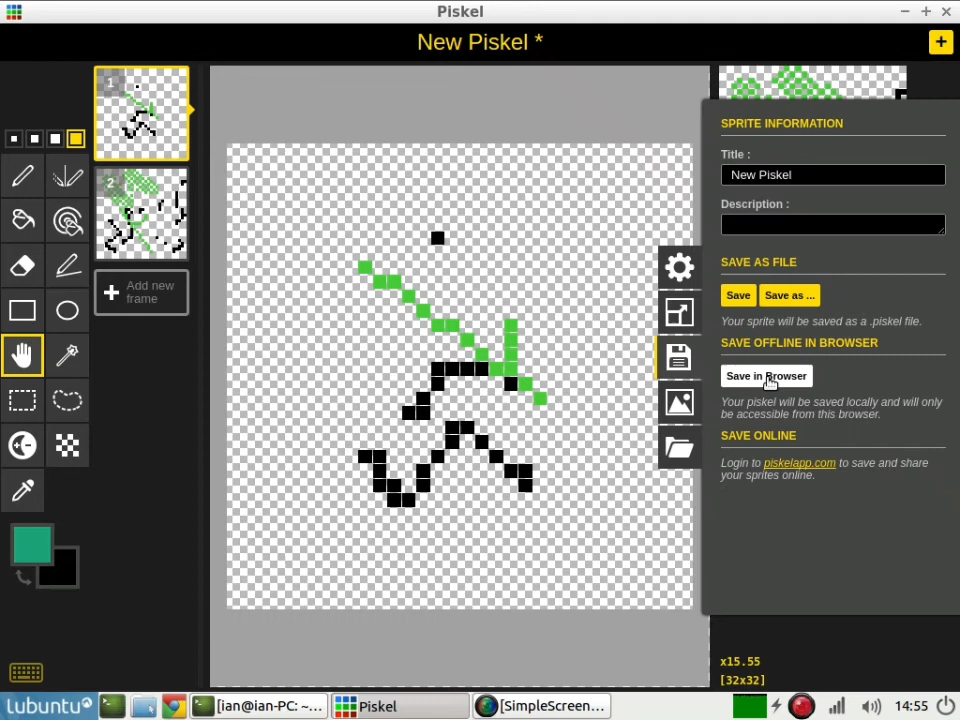 Piskel
New Piskel *
+
1
2
Add new
frame
SPRITE INFORMATION
Title :
New Piskel
Description :
SAVE AS FILE
Save
Save as ...
Your sprite will be saved as a .piskel file.
SAVE OFFLINE IN BROWSER
Save in Browser
Your piskel will be saved locally and will only
be accessible from this browser.
SAVE ONLINE
Login to piskelapp.com to save and share
your sprites online.
x15.55
[32x32]
lubuntu
[ian@ian-PC: ~...
Piskel
[SimpleScreen...
14:55